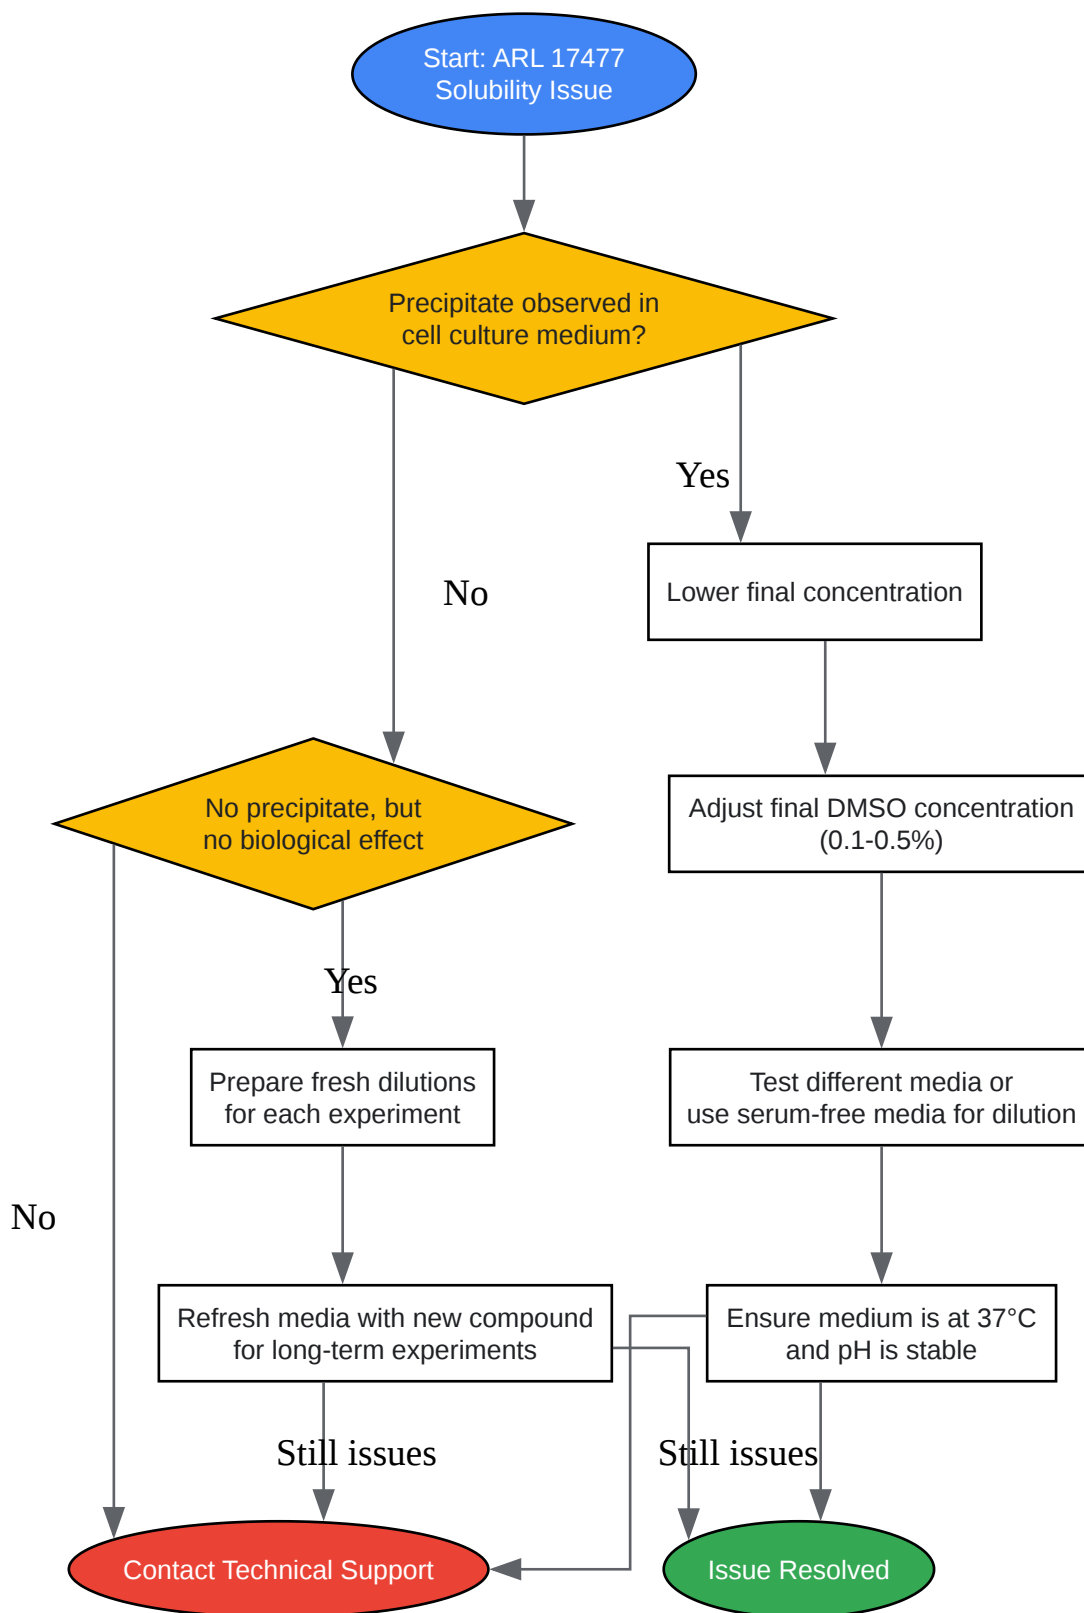 Start: ARL 17477
Solubility Issue
Precipitate observed in
cell culture medium?
Yes
No
Lower final concentration
No precipitate, but
no biological effect
Adjust final DMSO concentration
(0.1-0.5%)
Yes
Prepare fresh dilutions
for each experiment
Test different media or
use serum-free media for dilution
No
Refresh media with new compound
for long-term experiments
Ensure medium is at 37°C
and pH is stable
Still issues
Still issues
Contact Technical Support
Issue Resolved